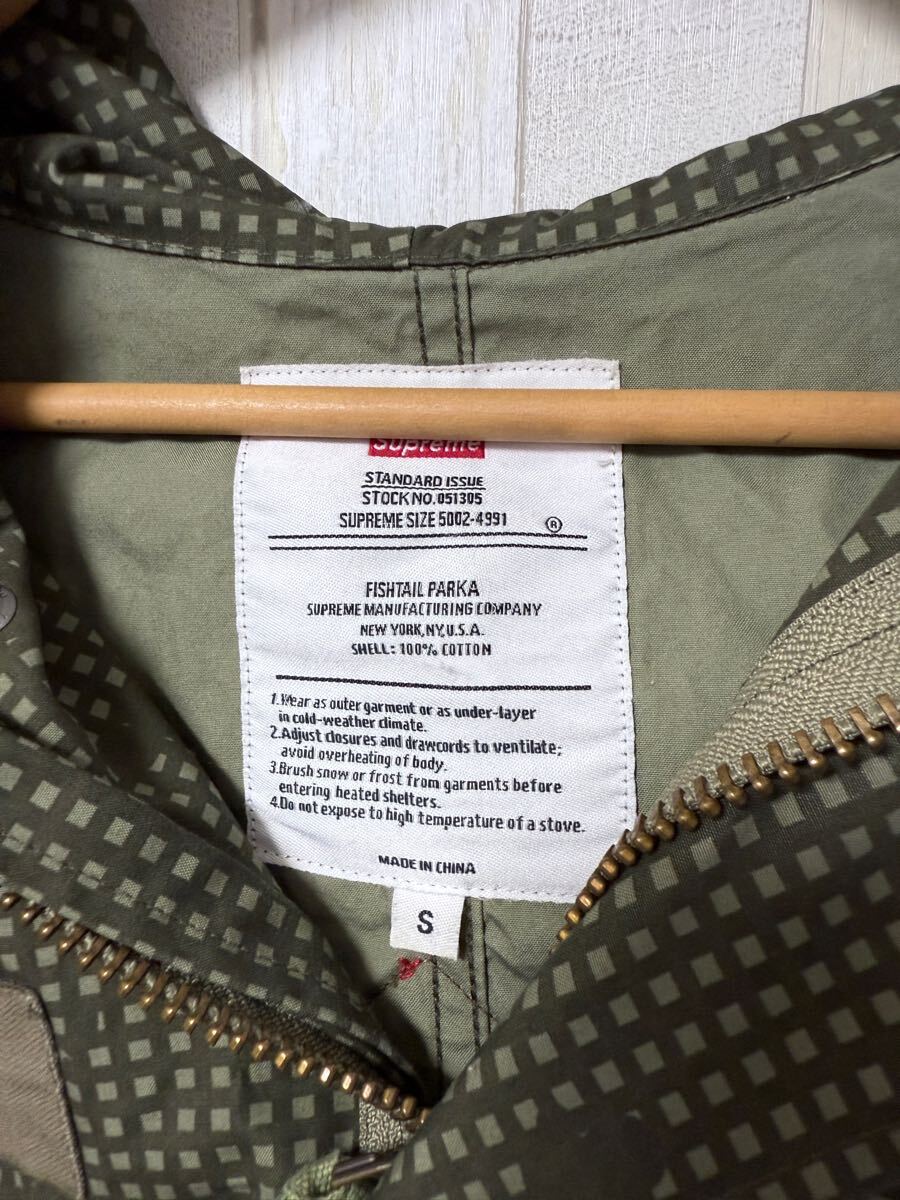 Supreme
STANDARD ISSUE
STOCK NO. 051305
SUPREME SIZE 5002-4991 ®
FISHTAIL PARKA
SUPREME MANUFACTURING COMPANY
NEW YORK, NY, U.S.A.
SHELL: 100% COTTON
1. Wear as outer garment or as under-layer
in cold-weather climate.
2. Adjust closures and drawcords to ventilate;
avoid overheating of body.
3. Brush snow or frost from garments before
entering heated shelters.
4. Do not expose to high temperature of a stove.
MADE IN CHINA
S